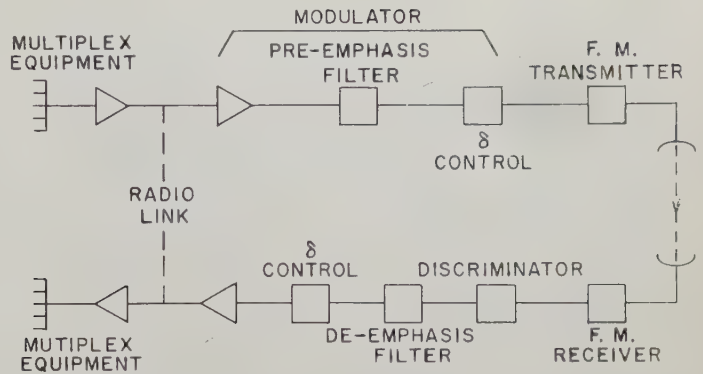 MODULATOR
MULTIPLEX
EQUIPMENT
PRE-EMPHASIS
FILTER
F. M.
TRANSMITTER
δ
CONTROL
RADIO
LINK
δ
CONTROL
DISCRIMINATOR
MUTIPLEX
EQUIPMENT
DE-EMPHASIS
FILTER
F. M.
RECEIVER